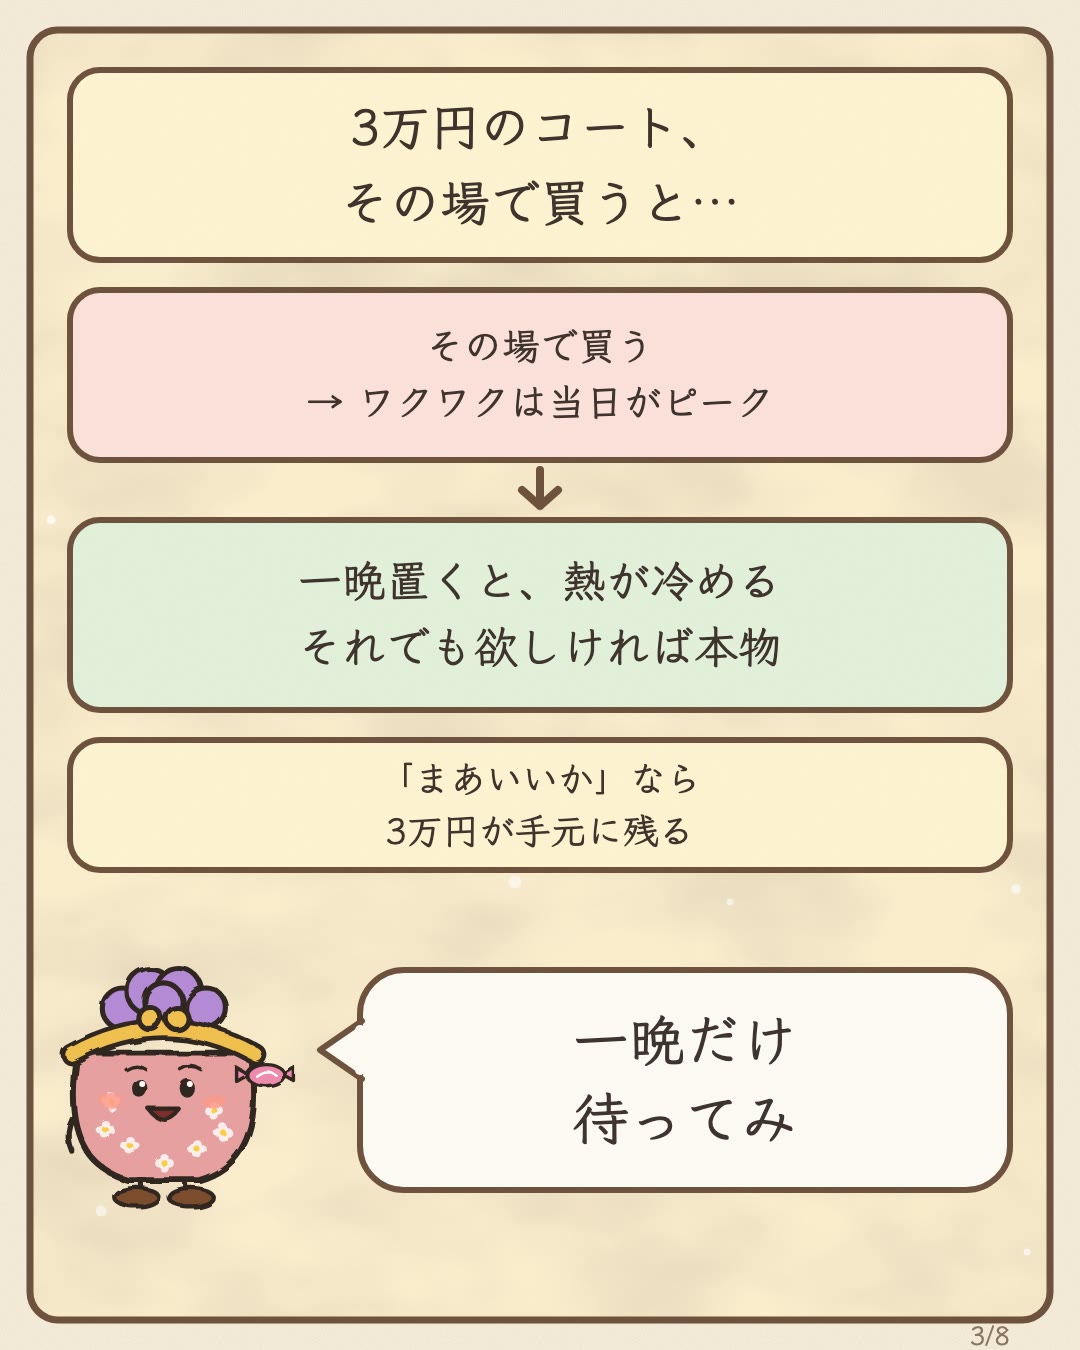 3万円のコート、
その場で買うと…
その場で買う
→ ワクワクは当日がピーク
一晩置くと、熱が冷める
それでも欲しければ本物
「まあいいか」なら
3万円が手元に残る
一晩だけ
待ってみ
3/8